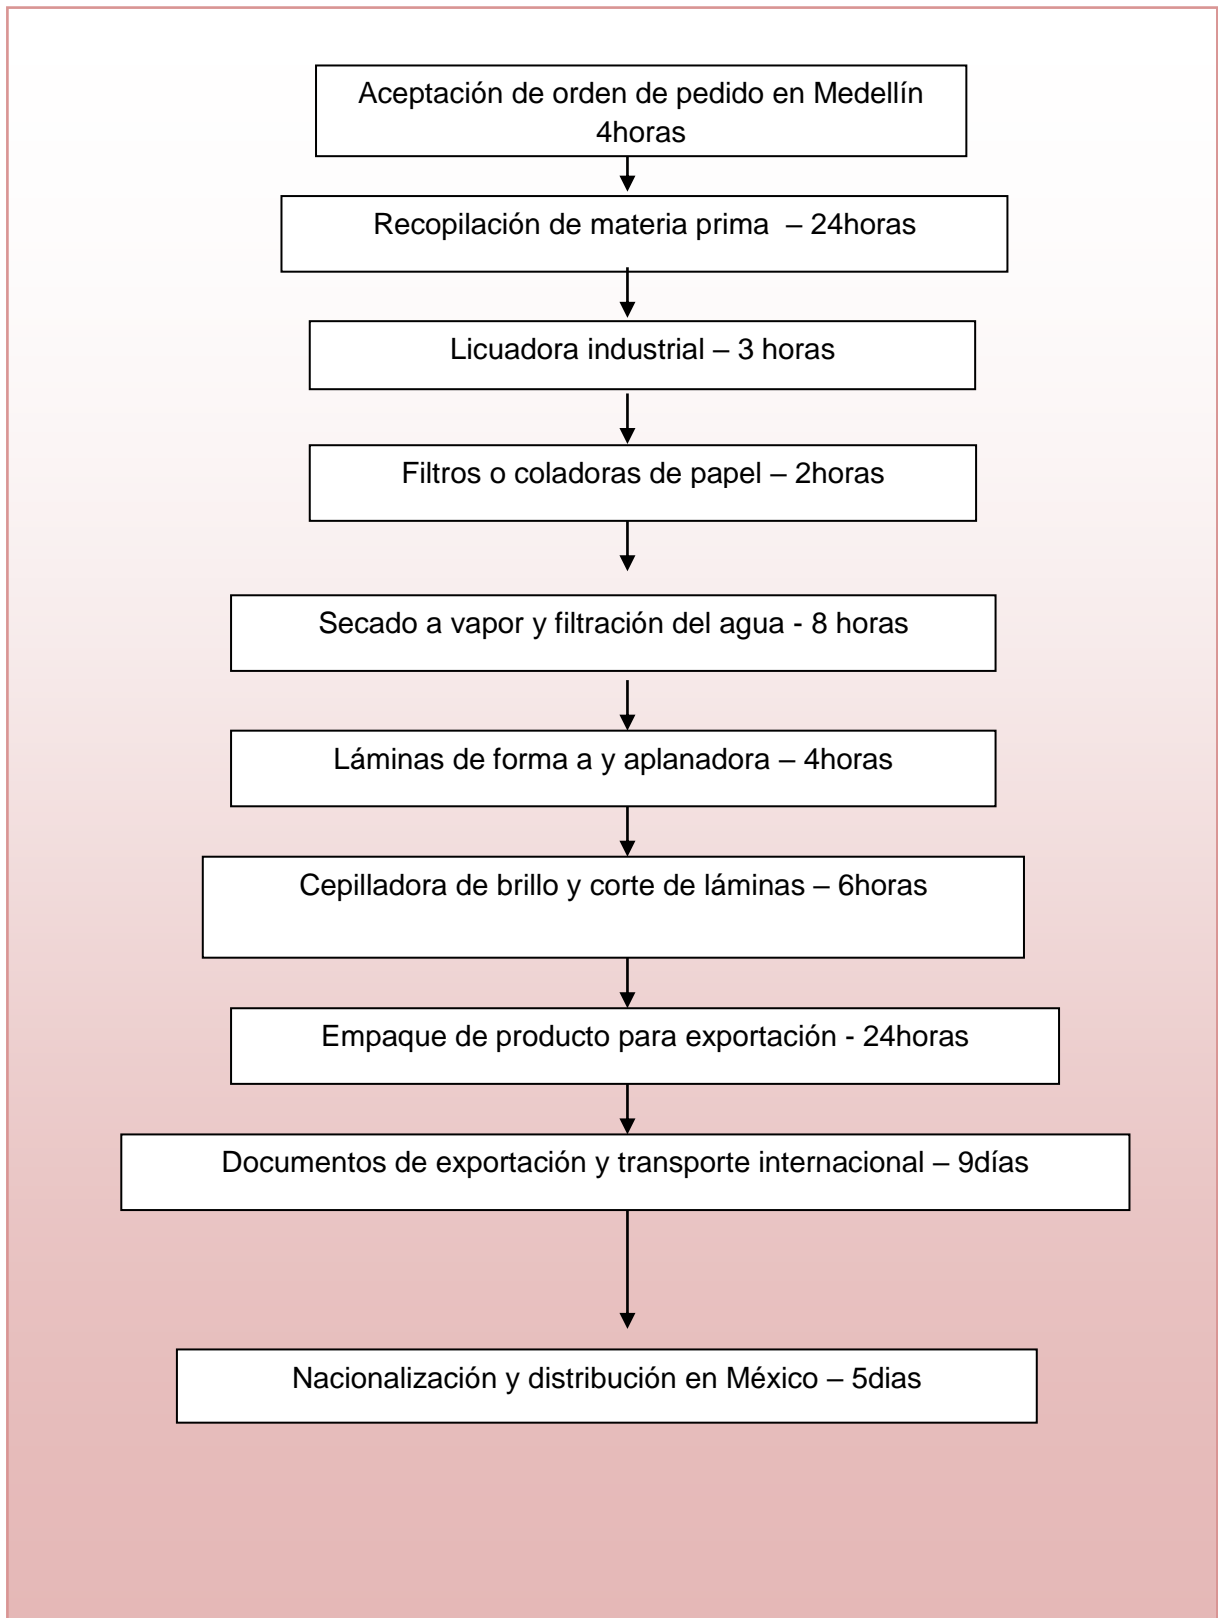 Aceptación de orden de pedido en Medellín
4horas
Recopilación de materia prima – 24horas
Licuadora industrial – 3 horas
Filtros o coladoras de papel – 2horas
Secado a vapor y filtración del agua - 8 horas
Láminas de forma a y aplanadora – 4horas
Cepilladora de brillo y corte de láminas – 6horas
Empaque de producto para exportación - 24horas
Documentos de exportación y transporte internacional – 9días
Nacionalización y distribución en México – 5dias